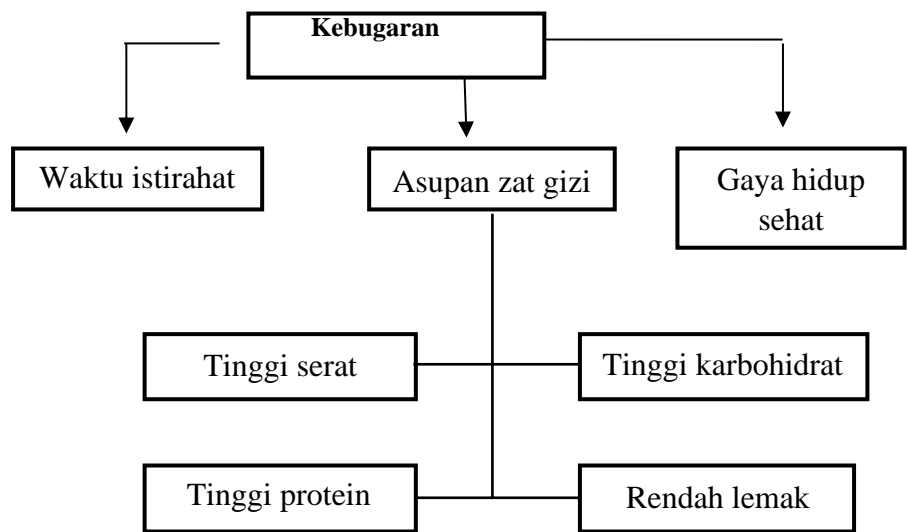 Kebugaran
Waktu istirahat
Asupan zat gizi
Gaya hidup
sehat
Tinggi serat
Tinggi karbohidrat
Tinggi protein
Rendah lemak